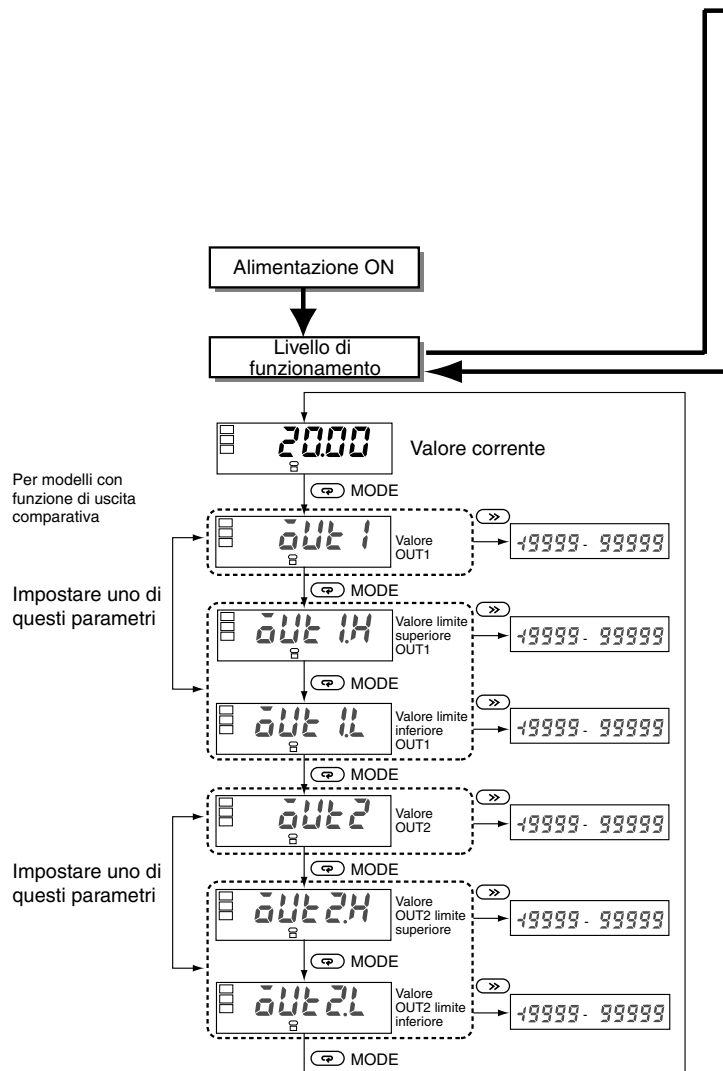 Alimentazione ON
Livello di
funzionamento
20.00
Valore corrente
MODE
Per modelli con
funzione di uscita
comparativa
Impostare uno di
questi parametri
out 1
Valore
OUT1
-19999 - 99999
MODE
out 1.H
Valore limite
superiore
OUT1
-19999 - 99999
MODE
out 1.L
Valore limite
inferiore
OUT1
-19999 - 99999
MODE
Impostare uno di
questi parametri
out2
Valore
OUT2
-19999 - 99999
MODE
out2.H
Valore
OUT2 limite
superiore
-19999 - 99999
MODE
out2.L
Valore
OUT2 limite
inferiore
-19999 - 99999
MODE